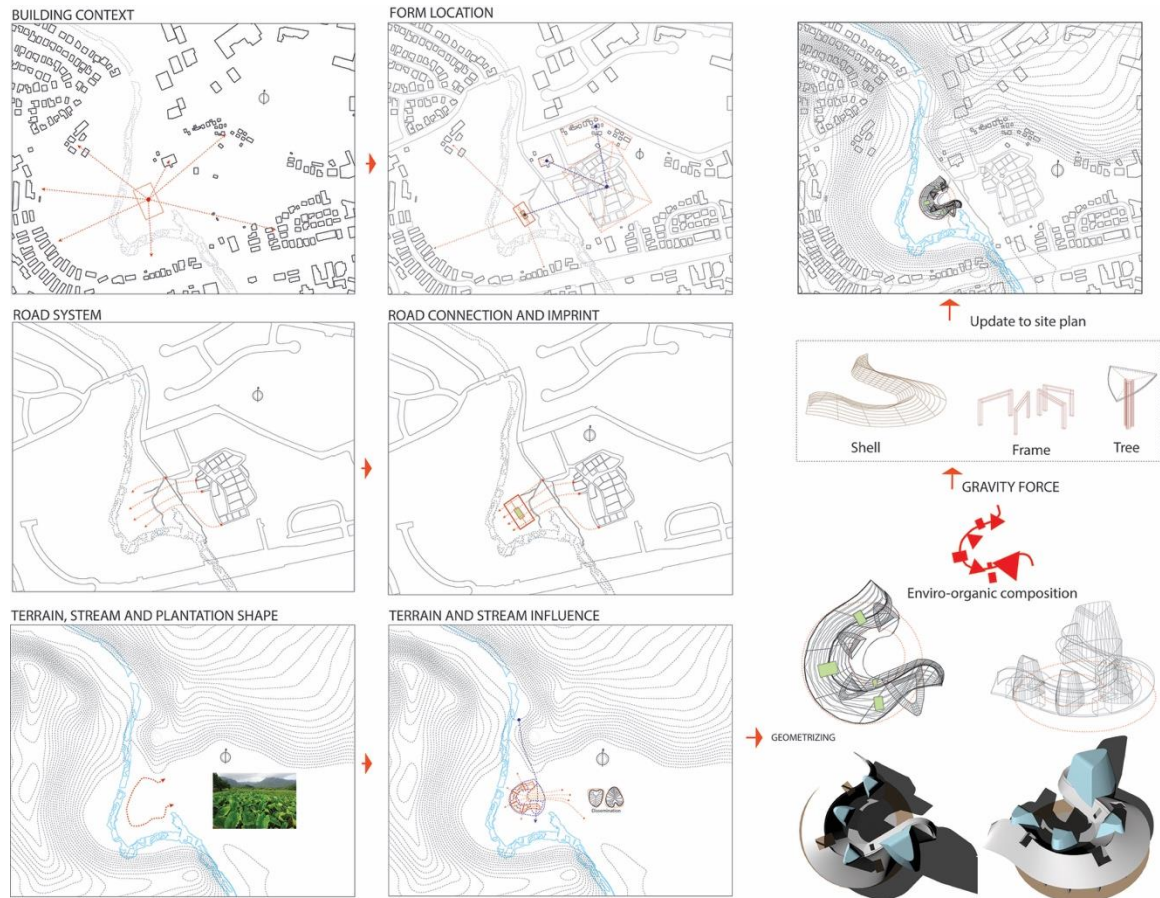 BUILDING CONTEXT
FORM LOCATION
Update to site plan
ROAD SYSTEM
ROAD CONNECTION AND IMPRINT
Shell
Frame
Tree
GRAVITY FORCE
Enviro-organic composition
TERRAIN, STREAM AND PLANTATION SHAPE
TERRAIN AND STREAM INFLUENCE
Dissemination
GEOMETRIZING